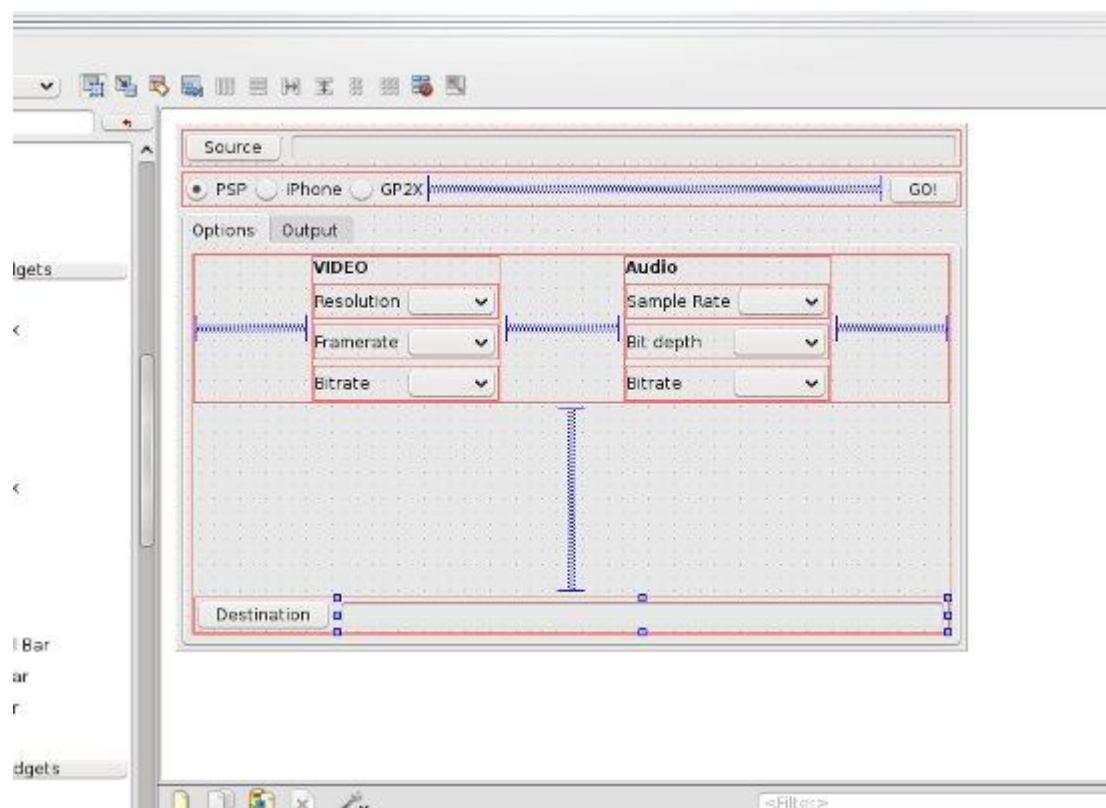 Source
PSP iPhone GP2X GO!
Options Output
lgets
VIDEO Audio
Resolution Sample Rate
Framerate Bit depth
Bitrate Bitrate
Destination
l Bar
ar
r
dgets
<Filter>